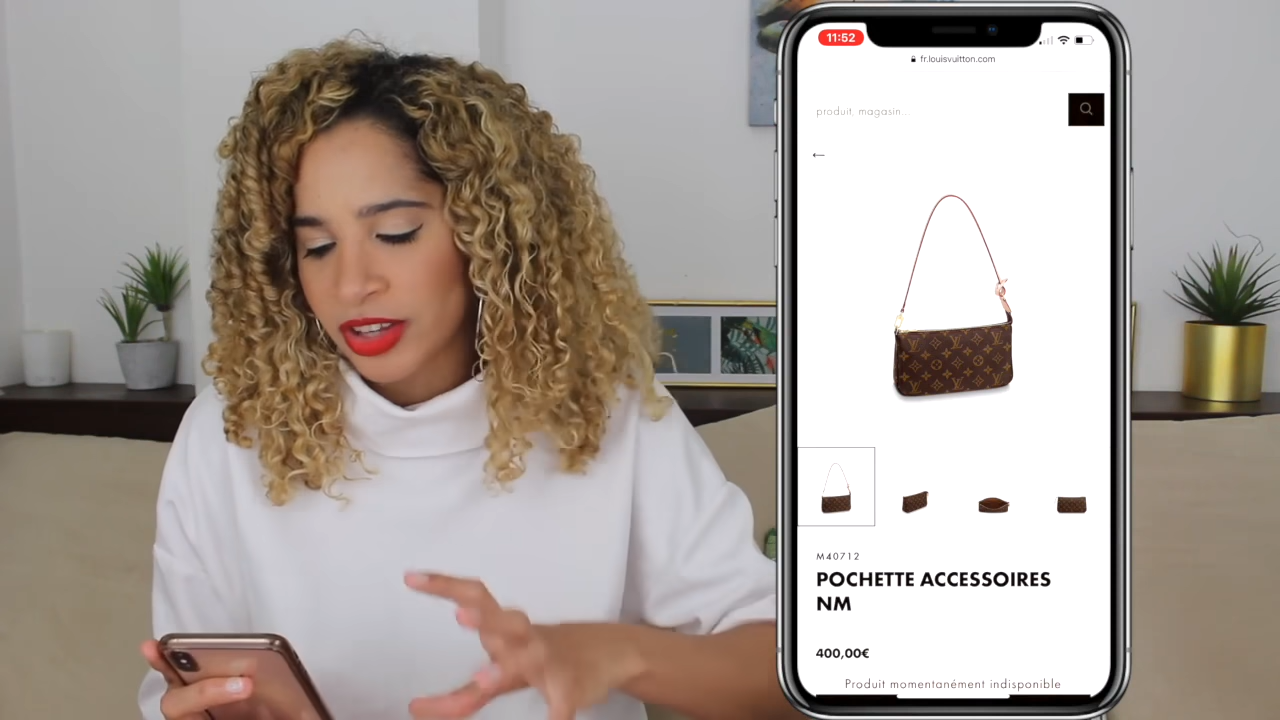 11:52
fr.louisvuitton.com
produit, magasin...
M40712
POCHETTE ACCESSOIRES
NM
400,00€
Produit momentanément indisponible